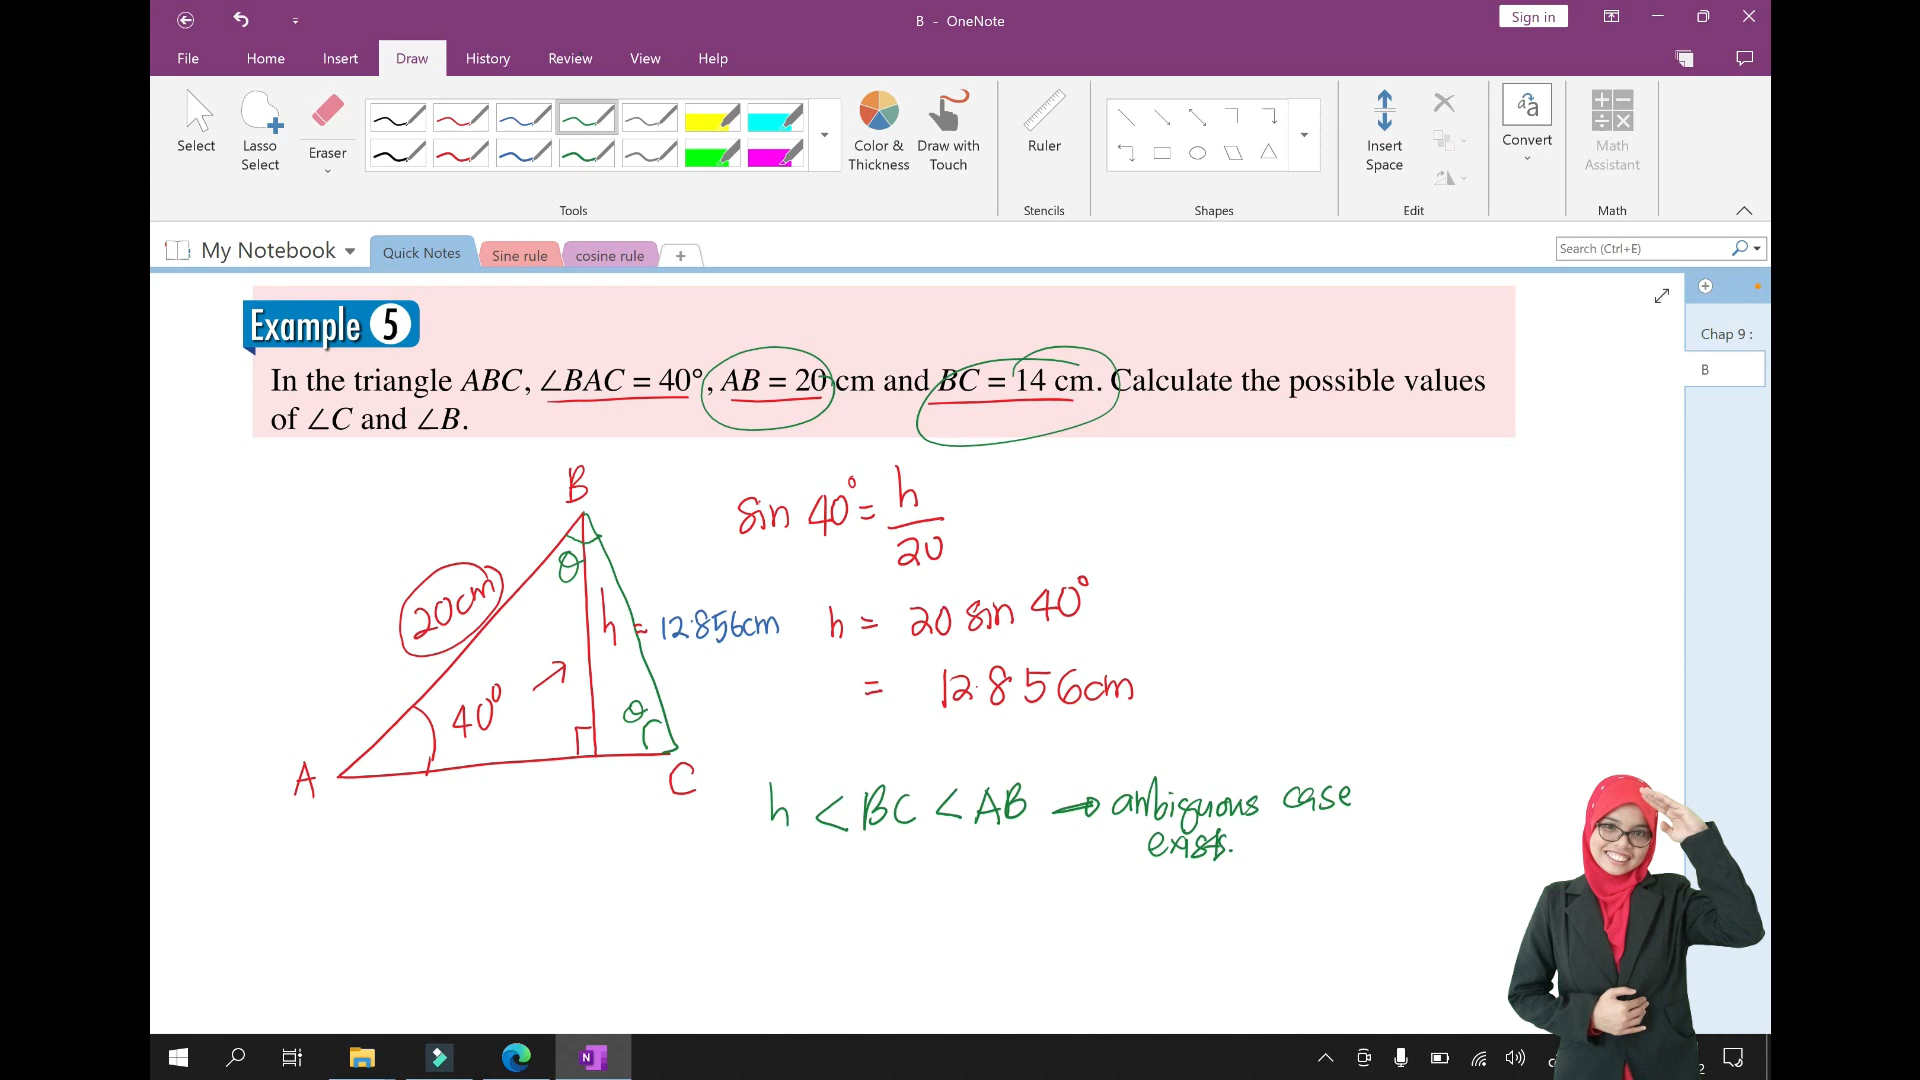 B - OneNote
Sign in
File Home Insert Draw History Review View Help
Select
Lasso Select
Eraser
Color & Thickness
Draw with Touch
Ruler
Insert Space
Convert
Math Assistant
Tools Stencils Shapes Edit Math
My Notebook Quick Notes Sine rule cosine rule +
Search (Ctrl+E)
Chap 9 :
B
Example 5
In the triangle ABC, ∠BAC = 40°, AB = 20 cm and BC = 14 cm. Calculate the possible values
of ∠C and ∠B.
B
θ
20cm
h = 12.856cm
40°
θ
A
C
sin 40° = h/20
h = 20 sin 40°
= 12.856cm
h < BC < AB → ambiguous case
exists.
N
2